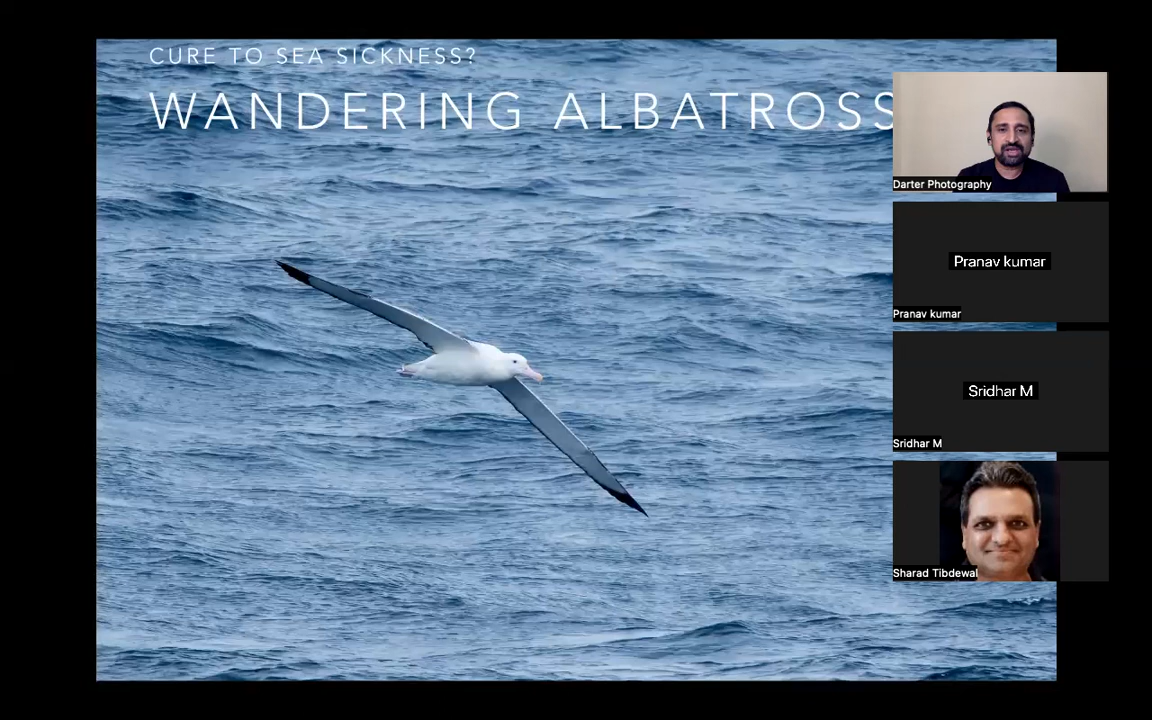 CURE TO SEA SICKNESS?
WANDERING ALBATROSS
Darter Photography
Pranav kumar
Pranav kumar
Sridhar M
Sridhar M
Sharad Tibdewal